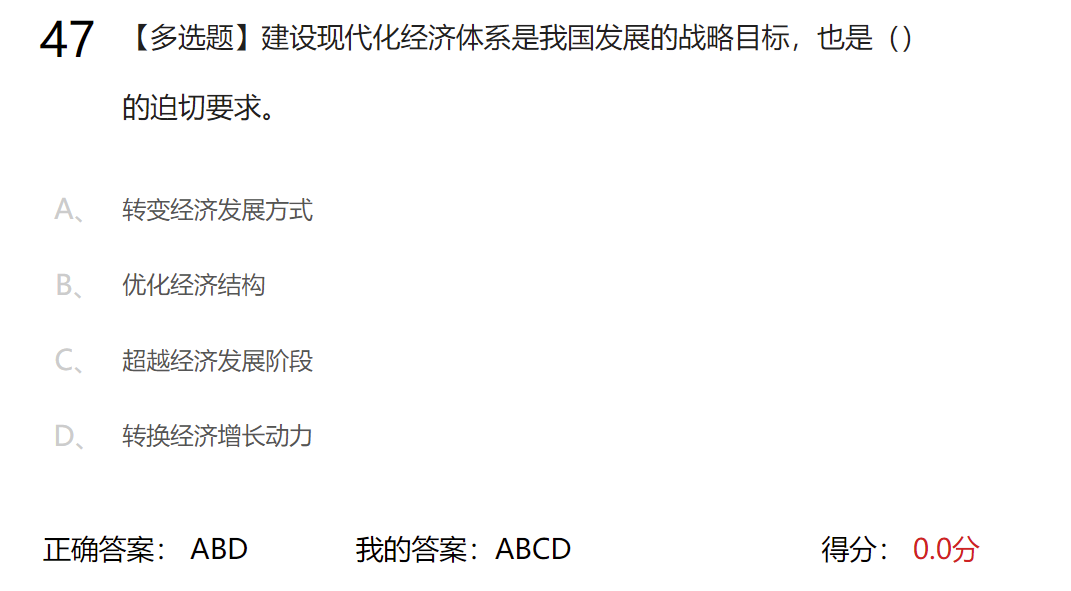 47 【多选题】建设现代化经济体系是我国发展的战略目标，也是（）
的迫切要求。
A、 转变经济发展方式
B、 优化经济结构
C、 超越经济发展阶段
D、 转换经济增长动力
正确答案： ABD 我的答案：ABCD 得分： 0.0分